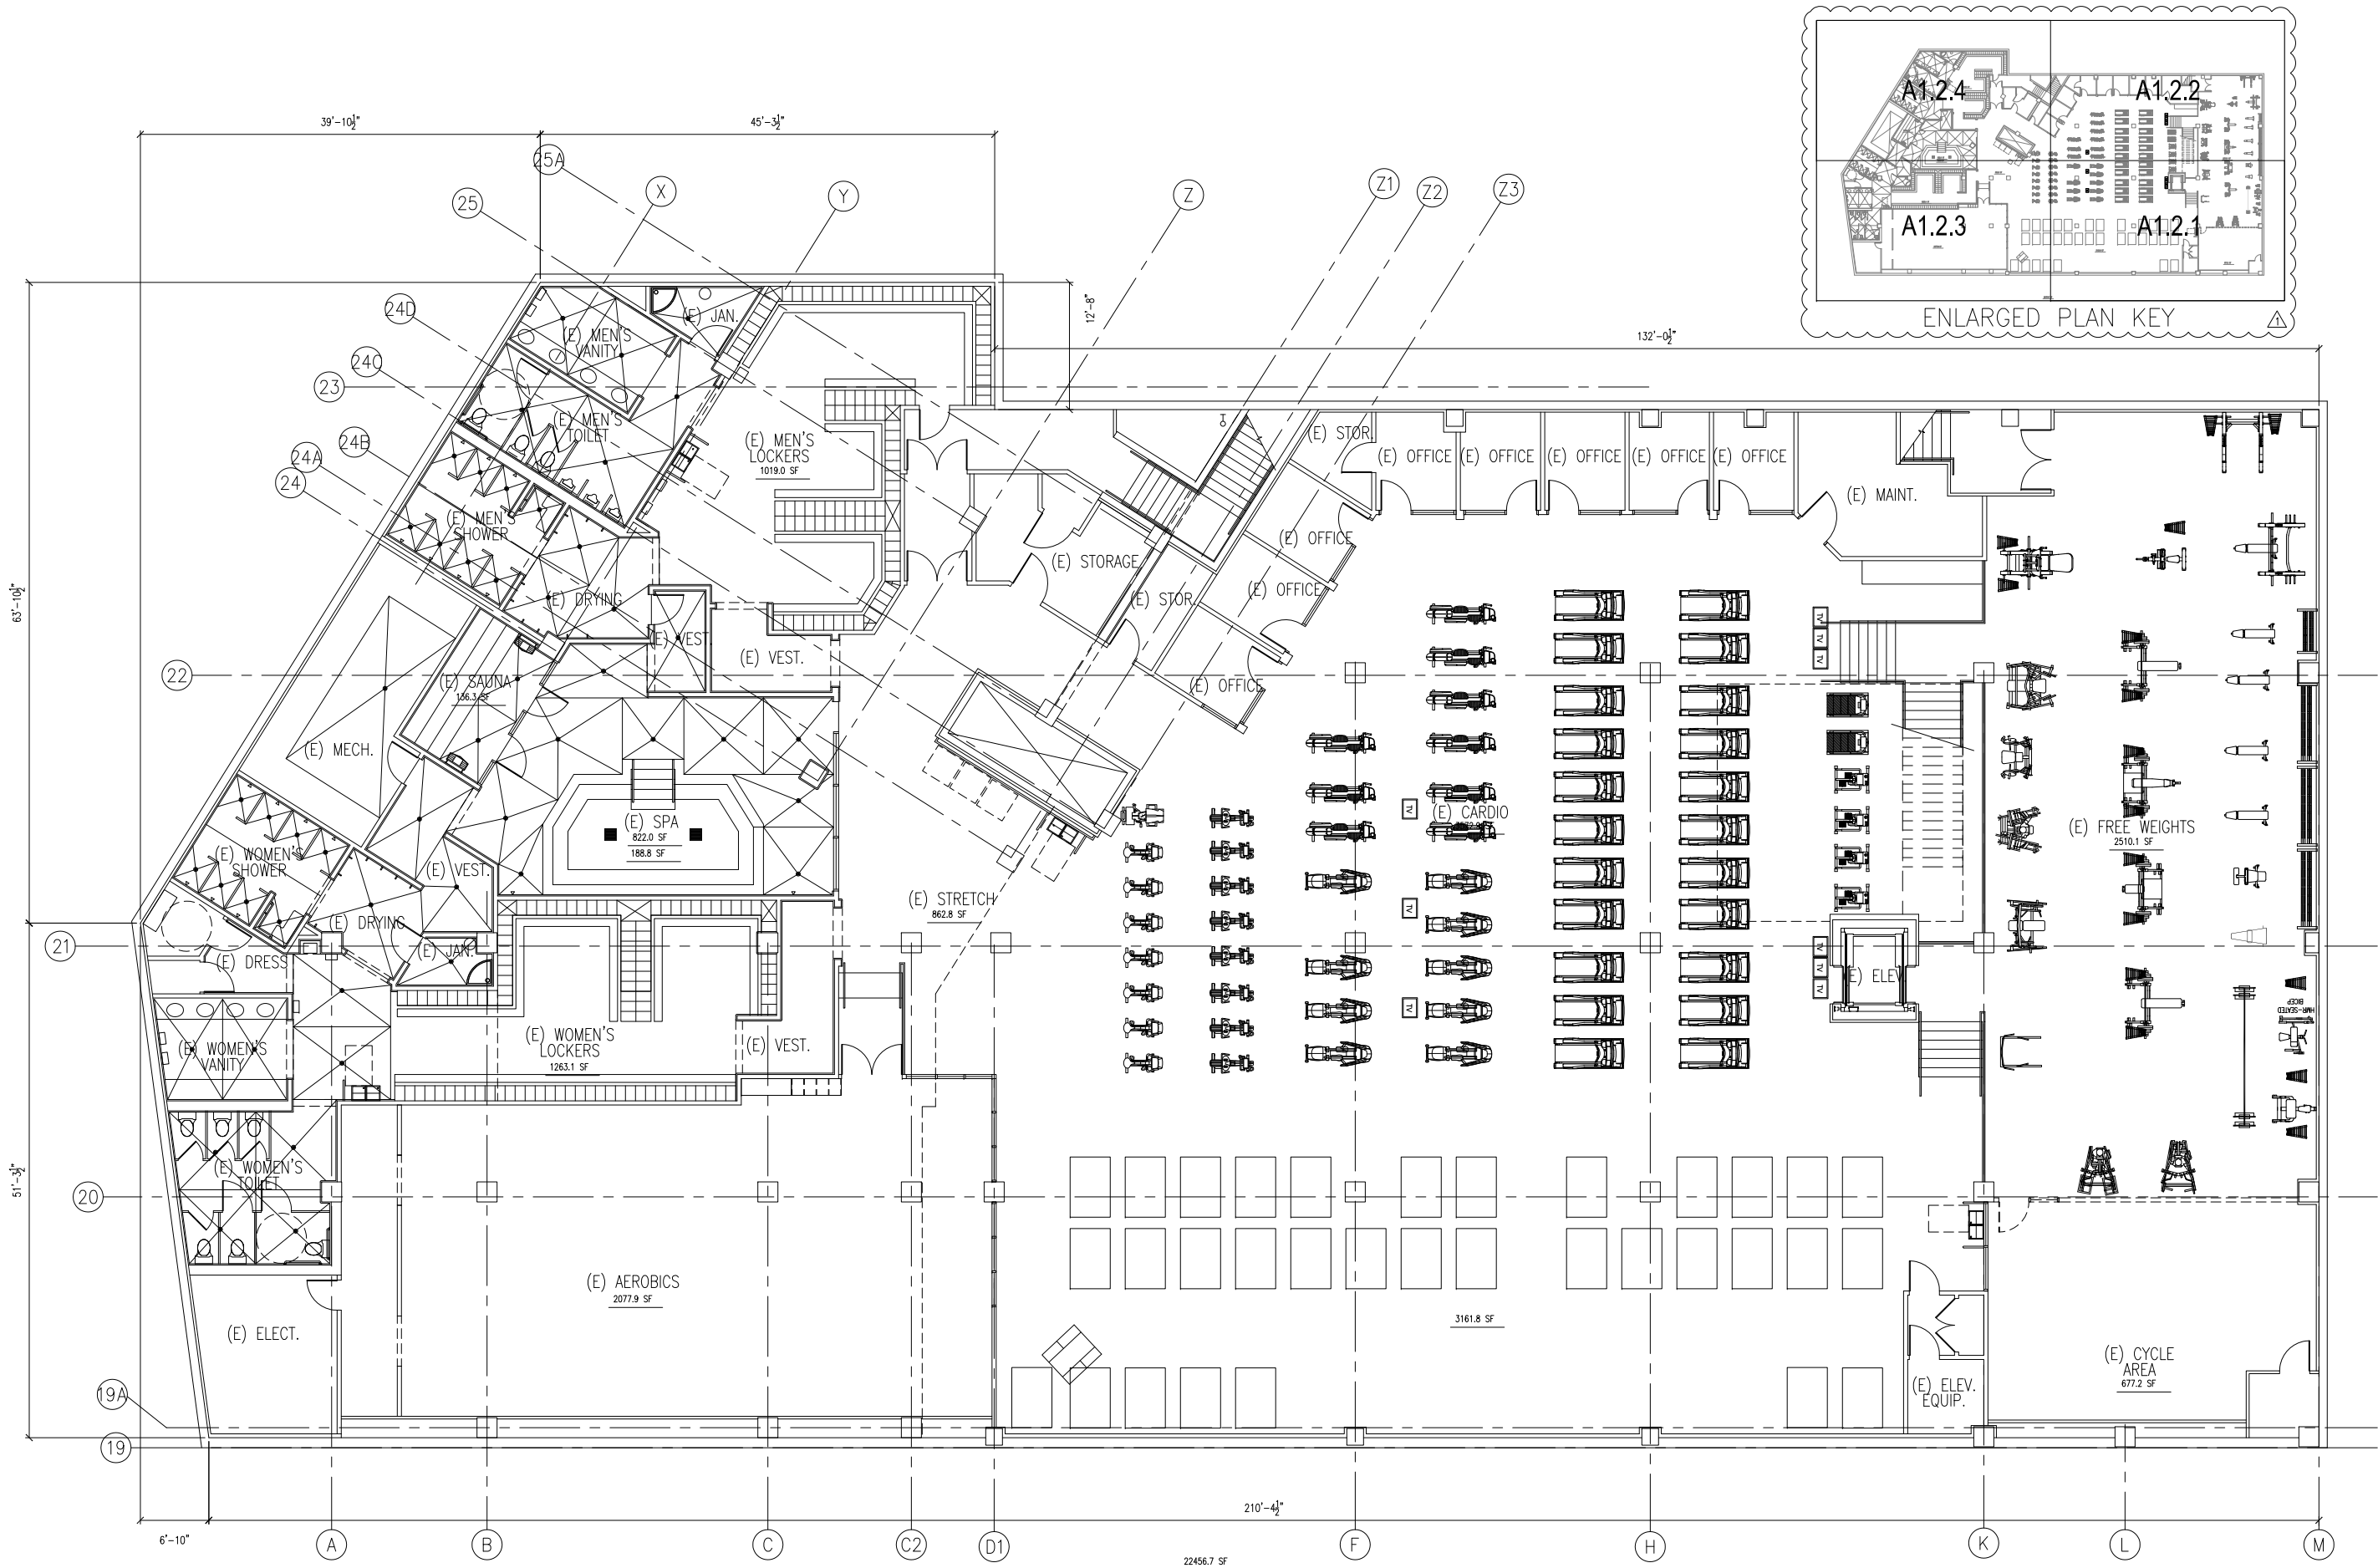 A1.2.4
A1.2.2
A1.2.3
A1.2.1
ENLARGED PLAN KEY
1
39'-10½"
45'-3½"
12'-8"
132'-0½"
63'-10½"
51'-3½"
6'-10"
210'-4½"
22456.7 SF
25A
25
X
Y
Z
Z1
Z2
Z3
24D
23
24B
24A
24
22
21
20
19A
19
A
B
C
C2
D1
F
H
K
L
M
(E) JAN.
(E) MEN'S
VANITY
(E) MEN'S
TOILET
(E) MEN'S
LOCKERS
1019.0 SF
(E) MEN'S
SHOWER
(E) DRYING
(E) VEST.
(E) VEST.
(E) SAUNA
136.3 SF
(E) MECH.
(E) SPA
822.0 SF
188.8 SF
(E) WOMEN'S
SHOWER
(E) VEST.
(E) DRYING
(E) JAN.
(E) DRESS
(E) WOMEN'S
VANITY
(E) WOMEN'S
LOCKERS
1263.1 SF
(E) VEST.
(E) WOMEN'S
TOILET
(E) ELECT.
(E) AEROBICS
2077.9 SF
(E) STRETCH
862.8 SF
(E) STORAGE
(E) STOR.
(E) STOR.
(E) OFFICE
(E) OFFICE
(E) OFFICE
(E) OFFICE
(E) OFFICE
(E) OFFICE
(E) OFFICE
(E) OFFICE
(E) MAINT.
(E) CARDIO
TV
TV
TV
TV
TV
TV
TV
TV
TV
(E) ELEV.
(E) FREE WEIGHTS
2510.1 SF
HMR-SEATED
BICEP
3161.8 SF
(E) ELEV.
EQUIP.
(E) CYCLE
AREA
677.2 SF